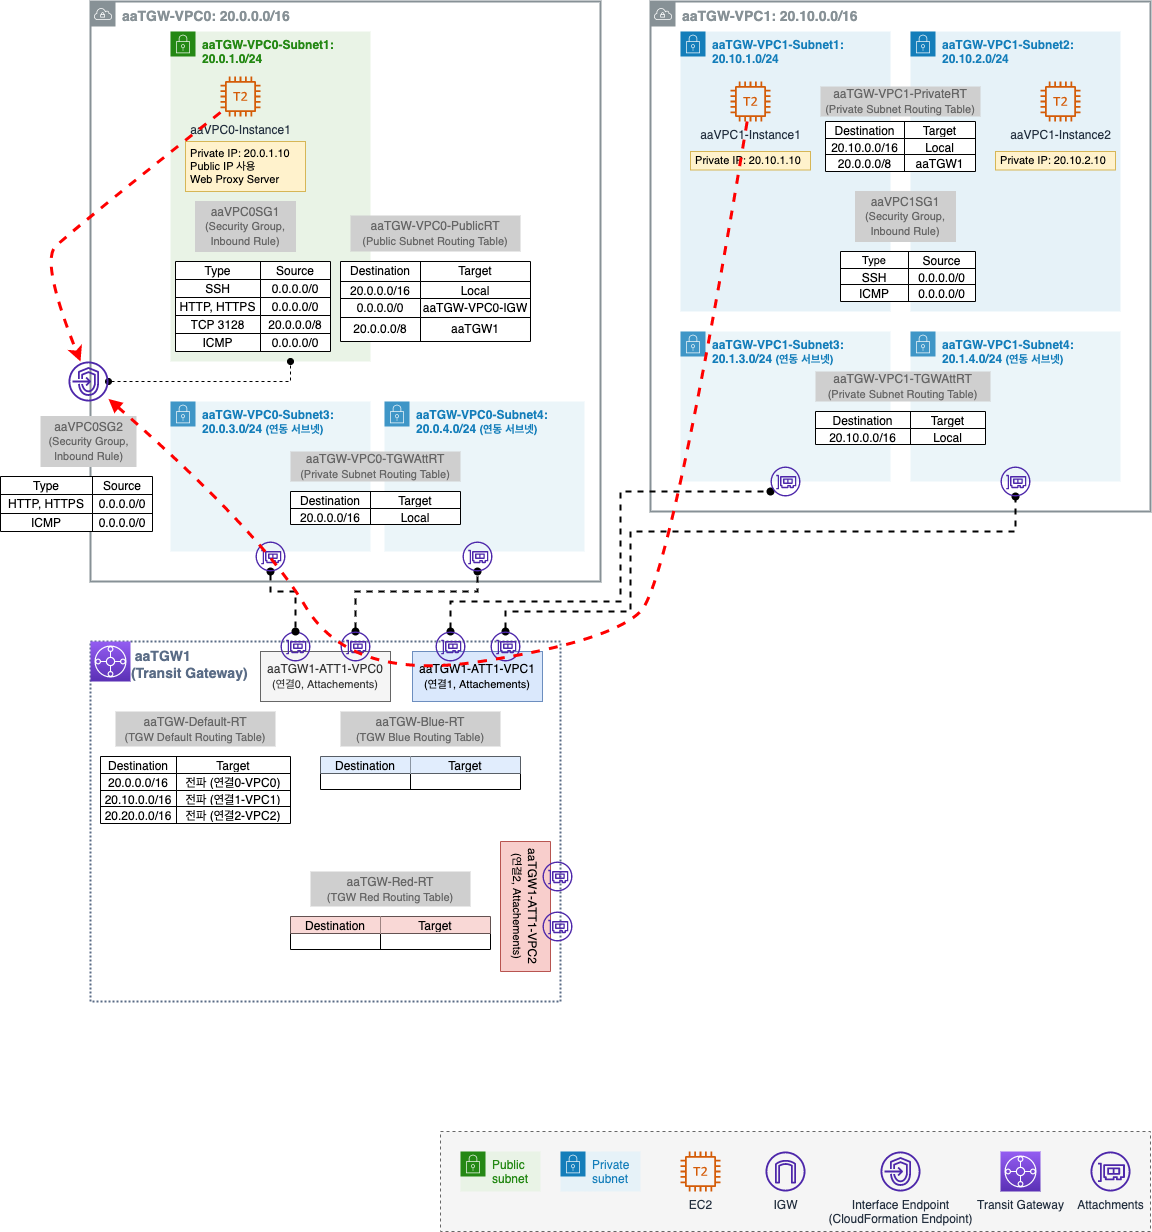 aaTGW-VPC0: 20.0.0.0/16
aaTGW-VPC0-Subnet1:
20.0.1.0/24
T2
aaVPC0-Instance1
Private IP: 20.0.1.10
Public IP 사용
Web Proxy Server
aaVPC0SG1
(Security Group,
Inbound Rule)
Type Source
SSH 0.0.0.0/0
HTTP, HTTPS 0.0.0.0/0
TCP 3128 20.0.0.0/8
ICMP 0.0.0.0/0
aaTGW-VPC0-PublicRT
(Public Subnet Routing Table)
Destination Target
20.0.0.0/16 Local
0.0.0.0/0 aaTGW-VPC0-IGW
20.0.0.0/8 aaTGW1
aaVPC0SG2
(Security Group,
Inbound Rule)
Type Source
HTTP, HTTPS 0.0.0.0/0
ICMP 0.0.0.0/0
aaTGW-VPC0-Subnet3:
20.0.3.0/24 (연동 서브넷)
aaTGW-VPC0-Subnet4:
20.0.4.0/24 (연동 서브넷)
aaTGW-VPC0-TGWAttRT
(Private Subnet Routing Table)
Destination Target
20.0.0.0/16 Local
aaTGW-VPC1: 20.10.0.0/16
aaTGW-VPC1-Subnet1:
20.10.1.0/24
T2
aaVPC1-Instance1
Private IP: 20.10.1.10
aaTGW-VPC1-Subnet2:
20.10.2.0/24
T2
aaVPC1-Instance2
Private IP: 20.10.2.10
aaTGW-VPC1-PrivateRT
(Private Subnet Routing Table)
Destination Target
20.10.0.0/16 Local
20.0.0.0/8 aaTGW1
aaVPC1SG1
(Security Group,
Inbound Rule)
Type Source
SSH 0.0.0.0/0
ICMP 0.0.0.0/0
aaTGW-VPC1-Subnet3:
20.1.3.0/24 (연동 서브넷)
aaTGW-VPC1-Subnet4:
20.1.4.0/24 (연동 서브넷)
aaTGW-VPC1-TGWAttRT
(Private Subnet Routing Table)
Destination Target
20.10.0.0/16 Local
aaTGW1
(Transit Gateway)
aaTGW1-ATT1-VPC0
(연결0, Attachements)
aaTGW1-ATT1-VPC1
(연결1, Attachements)
aaTGW-Default-RT
(TGW Default Routing Table)
Destination Target
20.0.0.0/16 전파 (연결0-VPC0)
20.10.0.0/16 전파 (연결1-VPC1)
20.20.0.0/16 전파 (연결2-VPC2)
aaTGW-Blue-RT
(TGW Blue Routing Table)
Destination Target
aaTGW-Red-RT
(TGW Red Routing Table)
Destination Target
aaTGW1-ATT1-VPC2
(연결2, Attachements)
Public
subnet
Private
subnet
T2
EC2
IGW
Interface Endpoint
(CloudFormation Endpoint)
Transit Gateway
Attachments